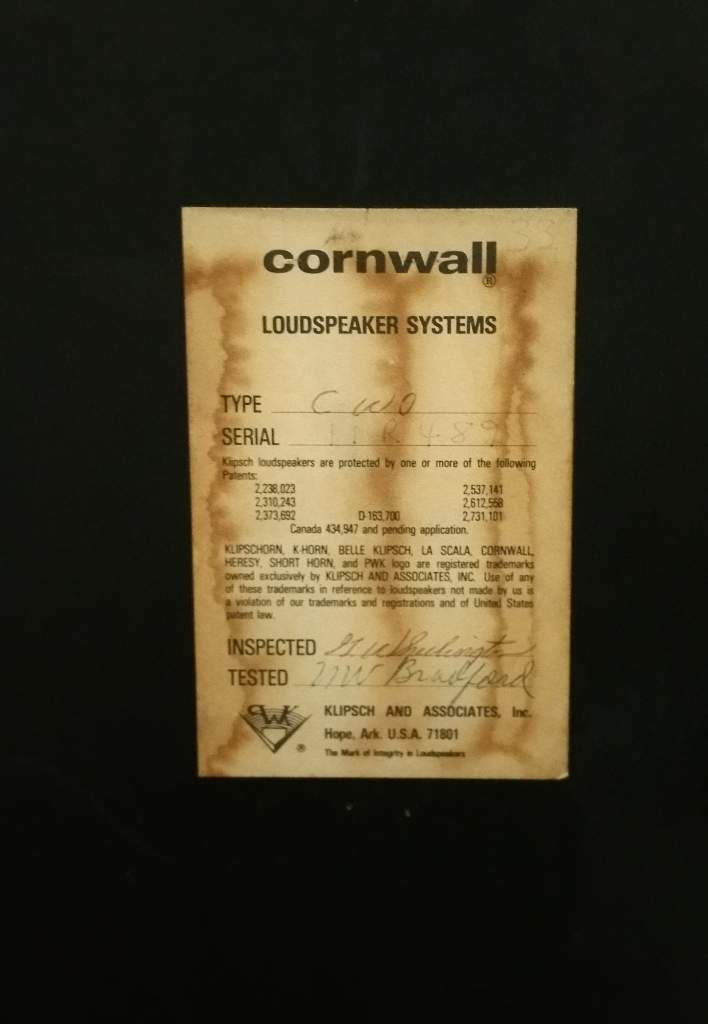 33
cornwall
®
LOUDSPEAKER SYSTEMS
TYPE CWO
SERIAL 11R489
Klipsch loudspeakers are protected by one or more of the following
Patents:
2,238,023 2,537,141
2,310,243 2,612,558
2,373,692 D-163,700 2,731,101
Canada 434,947 and pending application.
KLIPSCHORN, K-HORN, BELLE KLIPSCH, LA SCALA, CORNWALL,
HERESY, SHORT HORN, and PWK logo are registered trademarks
owned exclusively by KLIPSCH AND ASSOCIATES, INC. Use of any
of these trademarks in reference to loudspeakers not made by us is
a violation of our trademarks and registrations and of United States
patent law.
INSPECTED
TESTED MW Bradford
PWK ®
KLIPSCH AND ASSOCIATES, Inc.
Hope, Ark. U.S.A. 71801
The Mark of Integrity in Loudspeakers